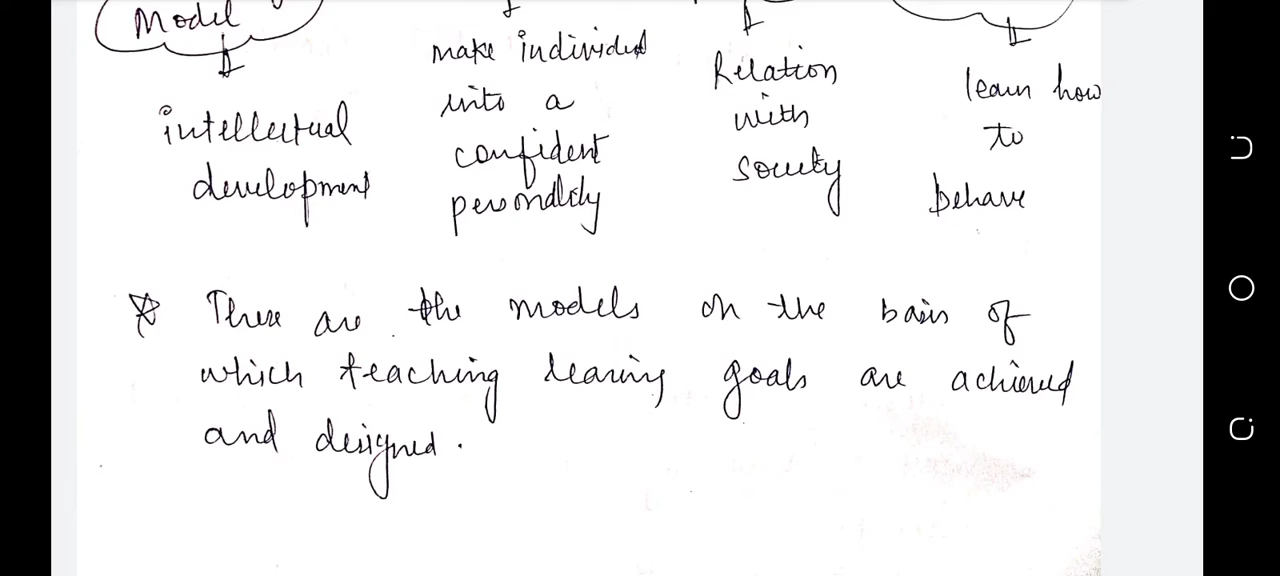 Model
intellectual
development
make individual
into a
confident
personality
Relation
with
society
learn how
to
behave
These are the models on the basis of
which teaching learing goals are achieved
and designed.